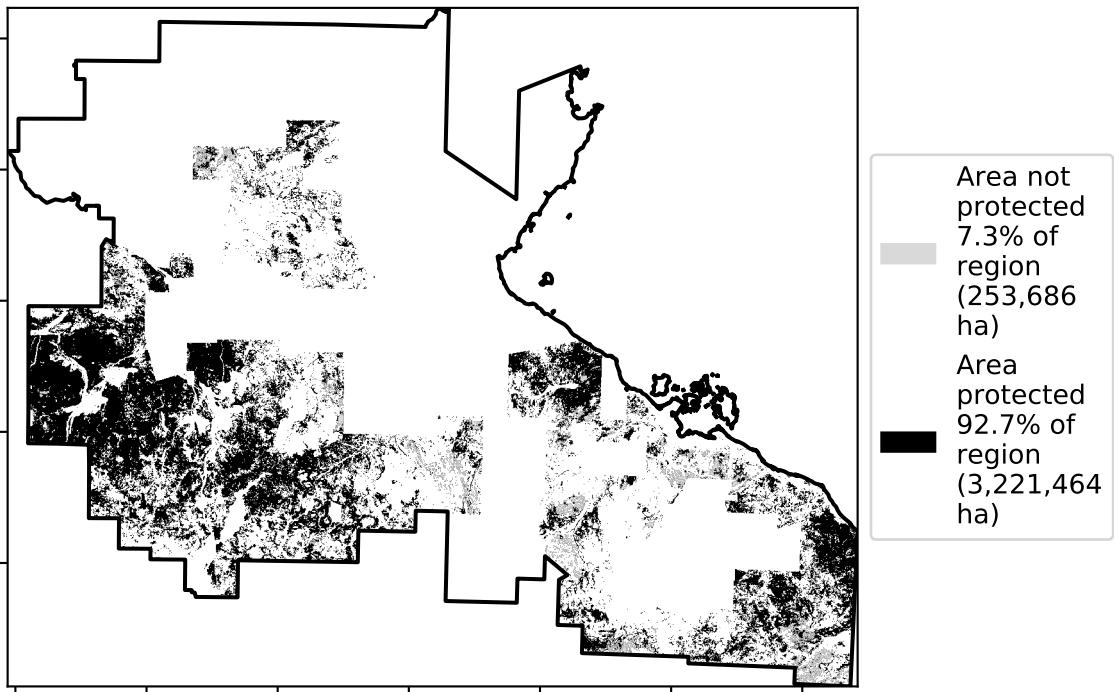 Area not
protected
7.3% of
region
(253,686
ha)
Area
protected
92.7% of
region
(3,221,464
ha)